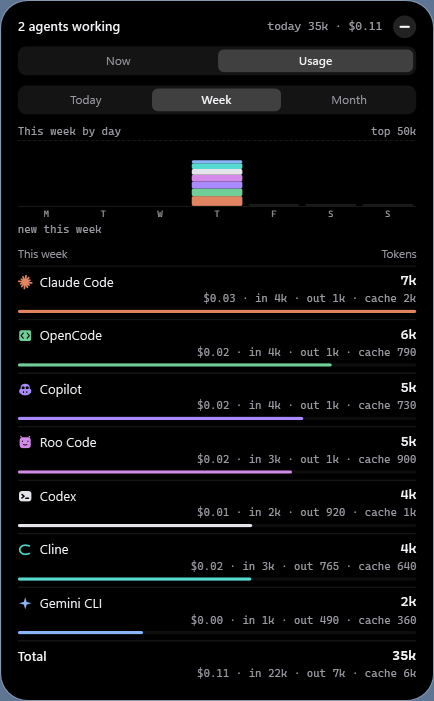 2 agents working today 35k · $0.11
Now Usage
Today Week Month
This week by day top 50k
M T W T F S S
new this week
This week Tokens
Claude Code 7k
$0.03 · in 4k · out 1k · cache 2k
OpenCode 6k
$0.02 · in 4k · out 1k · cache 790
Copilot 5k
$0.02 · in 4k · out 1k · cache 730
Roo Code 5k
$0.02 · in 3k · out 1k · cache 900
Codex 4k
$0.01 · in 2k · out 920 · cache 1k
Cline 4k
$0.02 · in 3k · out 765 · cache 640
Gemini CLI 2k
$0.00 · in 1k · out 490 · cache 360
Total 35k
$0.11 · in 22k · out 7k · cache 6k